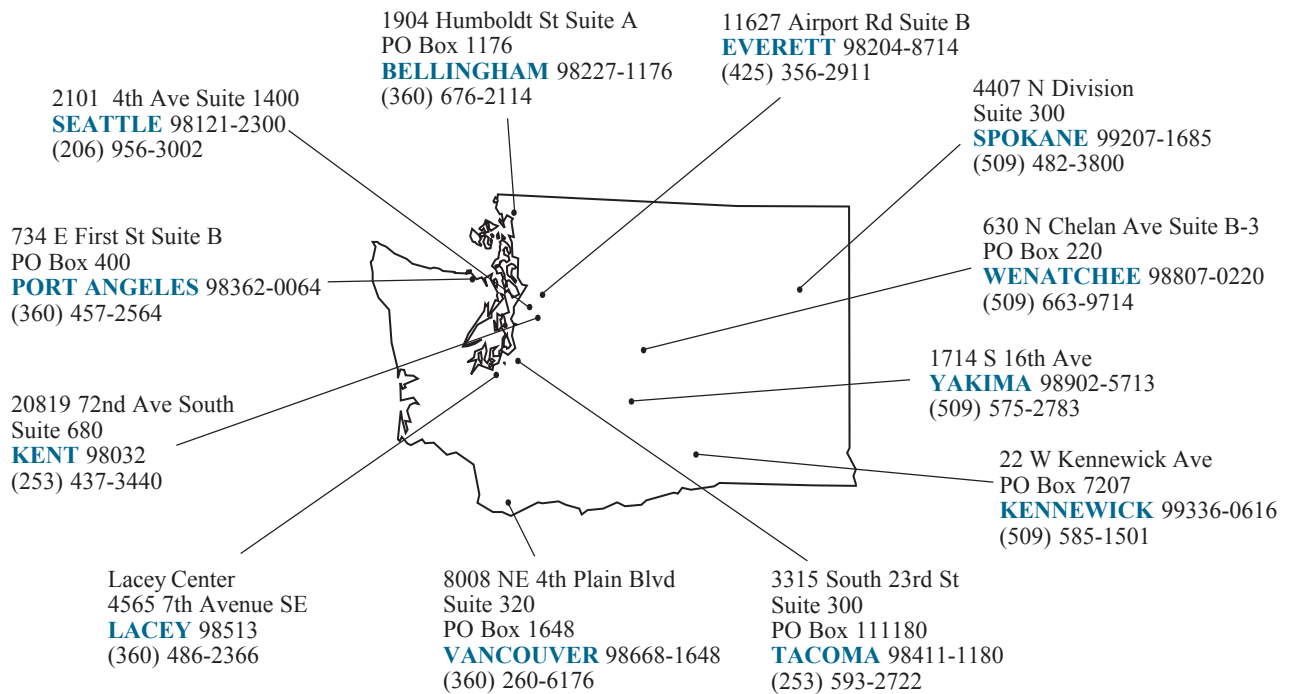 1904 Humboldt St Suite A
PO Box 1176
BELLINGHAM 98227-1176
(360) 676-2114
11627 Airport Rd Suite B
EVERETT 98204-8714
(425) 356-2911
2101 4th Ave Suite 1400
SEATTLE 98121-2300
(206) 956-3002
4407 N Division
Suite 300
SPOKANE 99207-1685
(509) 482-3800
734 E First St Suite B
PO Box 400
PORT ANGELES 98362-0064
(360) 457-2564
630 N Chelan Ave Suite B-3
PO Box 220
WENATCHEE 98807-0220
(509) 663-9714
1714 S 16th Ave
YAKIMA 98902-5713
(509) 575-2783
20819 72nd Ave South
Suite 680
KENT 98032
(253) 437-3440
22 W Kennewick Ave
PO Box 7207
KENNEWICK 99336-0616
(509) 585-1501
Lacey Center
4565 7th Avenue SE
LACEY 98513
(360) 486-2366
8008 NE 4th Plain Blvd
Suite 320
PO Box 1648
VANCOUVER 98668-1648
(360) 260-6176
3315 South 23rd St
Suite 300
PO Box 111180
TACOMA 98411-1180
(253) 593-2722